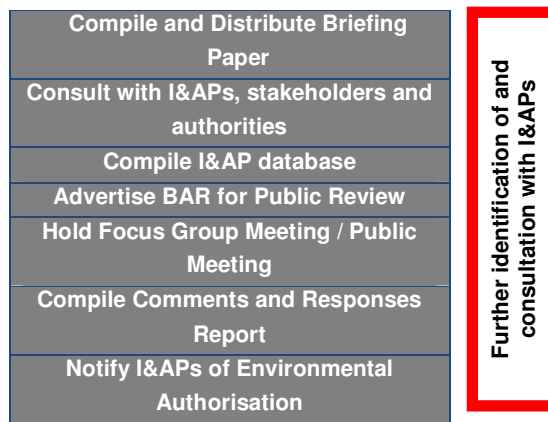 Compile and Distribute Briefing
Paper
Consult with I&APs, stakeholders and
authorities
Compile I&AP database
Advertise BAR for Public Review
Hold Focus Group Meeting / Public
Meeting
Compile Comments and Responses
Report
Notify I&APs of Environmental
Authorisation
Further identification of and
consultation with I&APs